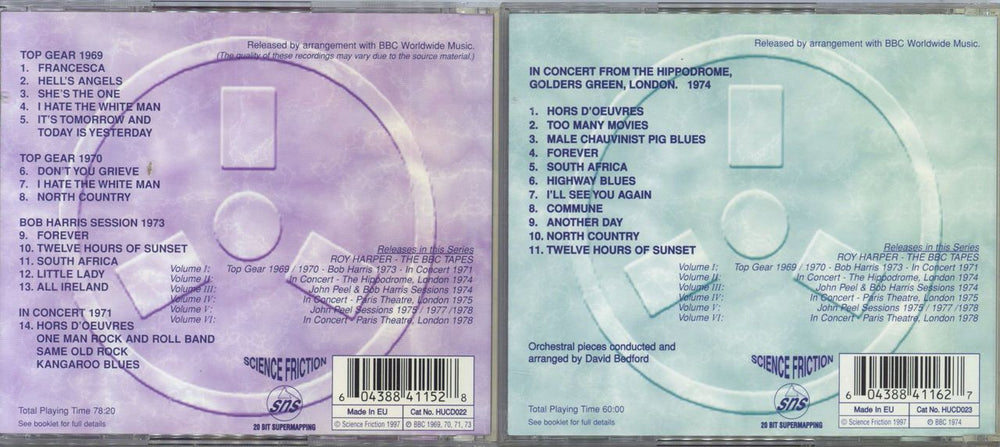 Released by arrangement with BBC Worldwide Music.
(The quality of these recordings may vary due to the source material.)
TOP GEAR 1969
1. FRANCESCA
2. HELL'S ANGELS
3. SHE'S THE ONE
4. I HATE THE WHITE MAN
5. IT'S TOMORROW AND
TODAY IS YESTERDAY
TOP GEAR 1970
6. DON'T YOU GRIEVE
7. I HATE THE WHITE MAN
8. NORTH COUNTRY
BOB HARRIS SESSION 1973
9. FOREVER
10. TWELVE HOURS OF SUNSET
11. SOUTH AFRICA
12. LITTLE LADY
13. ALL IRELAND
IN CONCERT 1971
14. HORS D'OEUVRES
ONE MAN ROCK AND ROLL BAND
SAME OLD ROCK
KANGAROO BLUES
Releases in this Series
ROY HARPER - THE BBC TAPES
Volume I: Top Gear 1969 / 1970 - Bob Harris 1973 - In Concert 1971
Volume II: In Concert - The Hippodrome, London 1974
Volume III: John Peel & Bob Harris Sessions 1974
Volume IV: In Concert - Paris Theatre, London 1975
Volume V: John Peel Sessions 1975 / 1977 / 1978
Volume VI: In Concert - Paris Theatre, London 1978
SCIENCE FRICTION
sns
20 BIT SUPERMAPPING
6 04388 41152 8
Made in EU Cat No. HUCD022
© Science Friction 1997 ℗ BBC 1969, 70, 71, 73
Total Playing Time 78:20
See booklet for full details
Released by arrangement with BBC Worldwide Music.
IN CONCERT FROM THE HIPPODROME,
GOLDERS GREEN, LONDON. 1974
1. HORS D'OEUVRES
2. TOO MANY MOVIES
3. MALE CHAUVINIST PIG BLUES
4. FOREVER
5. SOUTH AFRICA
6. HIGHWAY BLUES
7. I'LL SEE YOU AGAIN
8. COMMUNE
9. ANOTHER DAY
10. NORTH COUNTRY
11. TWELVE HOURS OF SUNSET
Releases in this Series
ROY HARPER - THE BBC TAPES
Volume I: Top Gear 1969 / 1970 - Bob Harris 1973 - In Concert 1971
Volume II: In Concert - The Hippodrome, London 1974
Volume III: John Peel & Bob Harris Sessions 1974
Volume IV: In Concert - Paris Theatre, London 1975
Volume V: John Peel Sessions 1975 / 1977 / 1978
Volume VI: In Concert - Paris Theatre, London 1978
Orchestral pieces conducted and
arranged by David Bedford
SCIENCE FRICTION
sns
20 BIT SUPERMAPPING
6 04388 41162 7
Made in EU Cat No. HUCD023
© Science Friction 1997 ℗ BBC 1974
Total Playing Time 60:00
See booklet for full details